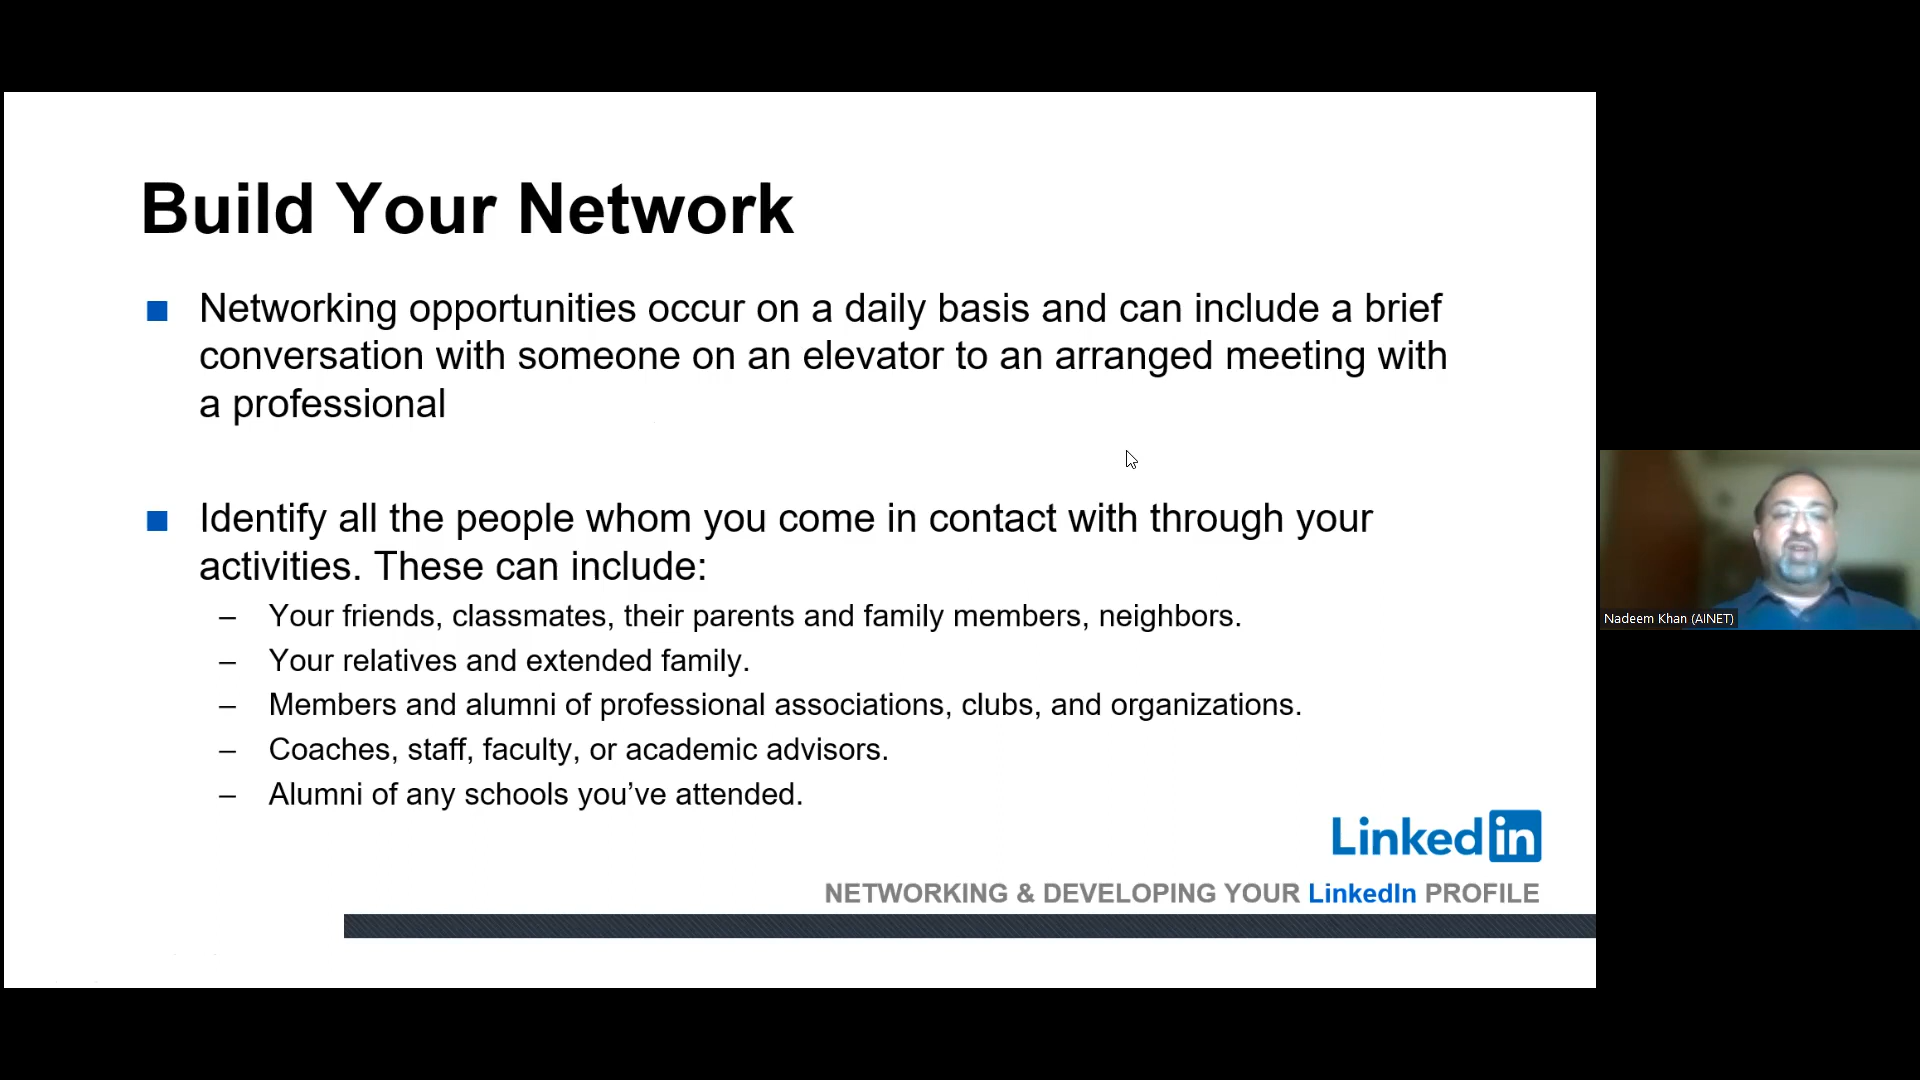 Build Your Network
■ Networking opportunities occur on a daily basis and can include a brief
conversation with someone on an elevator to an arranged meeting with
a professional
■ Identify all the people whom you come in contact with through your
activities. These can include:
– Your friends, classmates, their parents and family members, neighbors.
– Your relatives and extended family.
– Members and alumni of professional associations, clubs, and organizations.
– Coaches, staff, faculty, or academic advisors.
– Alumni of any schools you’ve attended.
Linked in
NETWORKING & DEVELOPING YOUR LinkedIn PROFILE
Nadeem Khan (AINET)